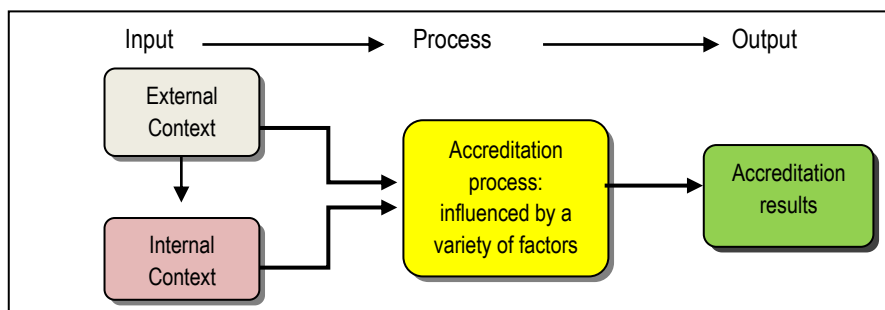 Input Process Output
External
Context
Internal
Context
Accreditation
process:
influenced by a
variety of factors
Accreditation
results